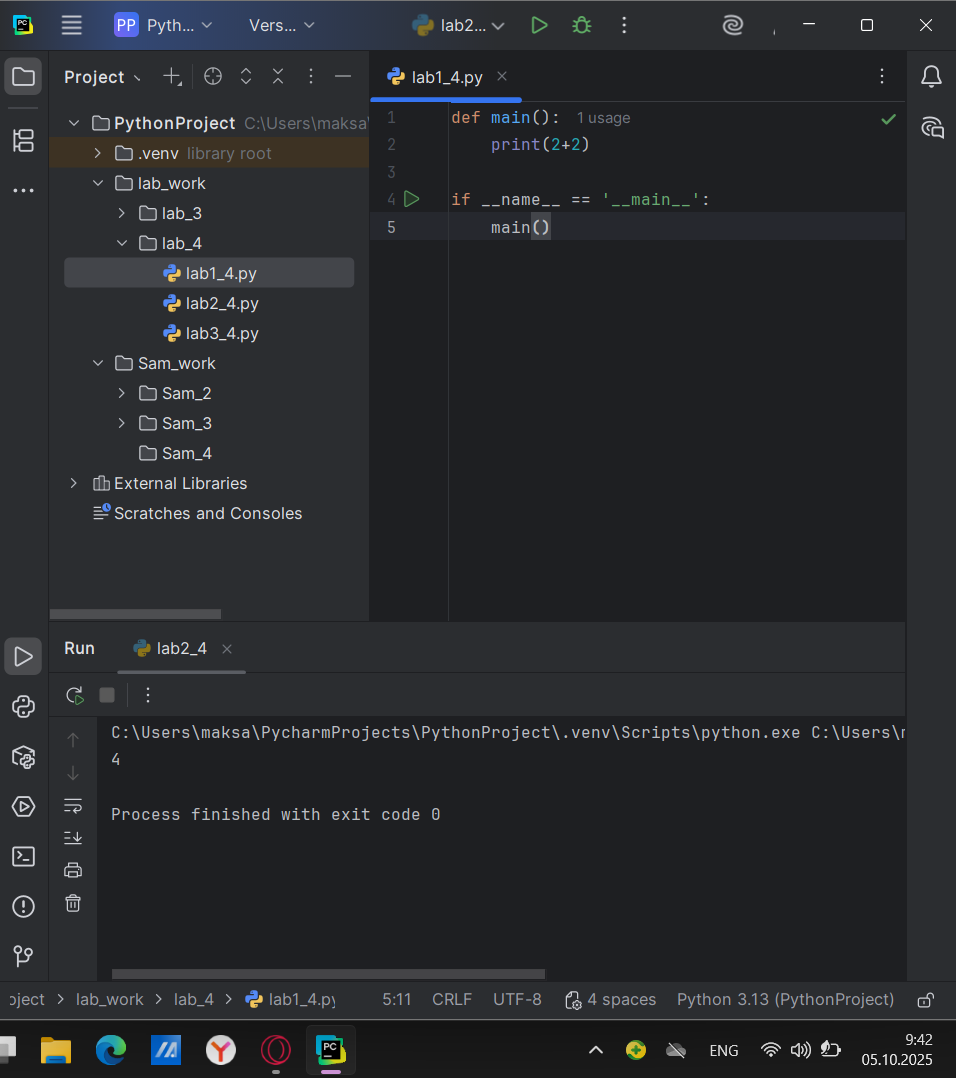 PC PP Pyth... Vers... lab2...
Project
lab1_4.py
PythonProject C:\Users\maksa\
.venv library root
lab_work
lab_3
lab_4
lab1_4.py
lab2_4.py
lab3_4.py
Sam_work
Sam_2
Sam_3
Sam_4
External Libraries
Scratches and Consoles
1 def main(): 1 usage
2 print(2+2)
3
4 if __name__ == '__main__':
5 main()
Run lab2_4
C:\Users\maksa\PycharmProjects\PythonProject\.venv\Scripts\python.exe C:\Users\
4
Process finished with exit code 0
oject > lab_work > lab_4 > lab1_4.py 5:11 CRLF UTF-8 4 spaces Python 3.13 (PythonProject)
PC ENG 9:42
05.10.2025